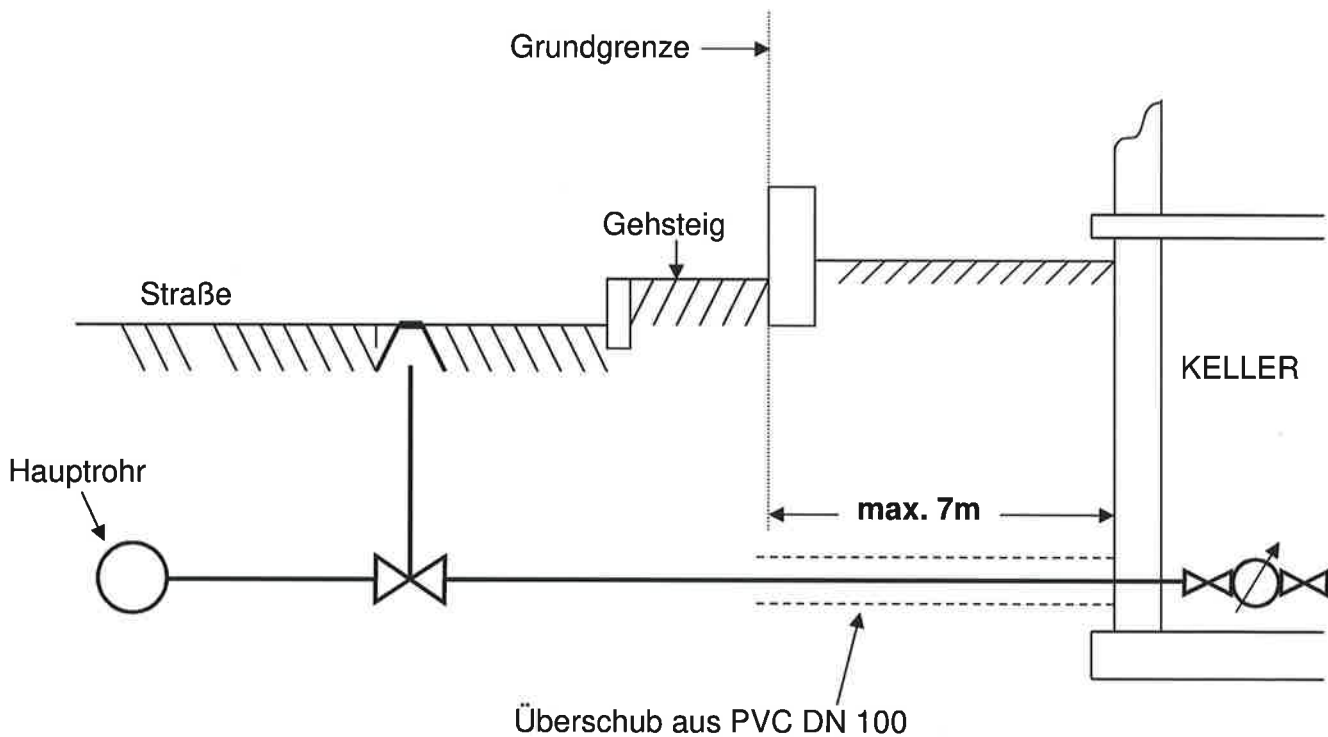 Grundgrenze
Gehsteig
Straße
KELLER
Hauptrohr
max. 7m
Überschub aus PVC DN 100